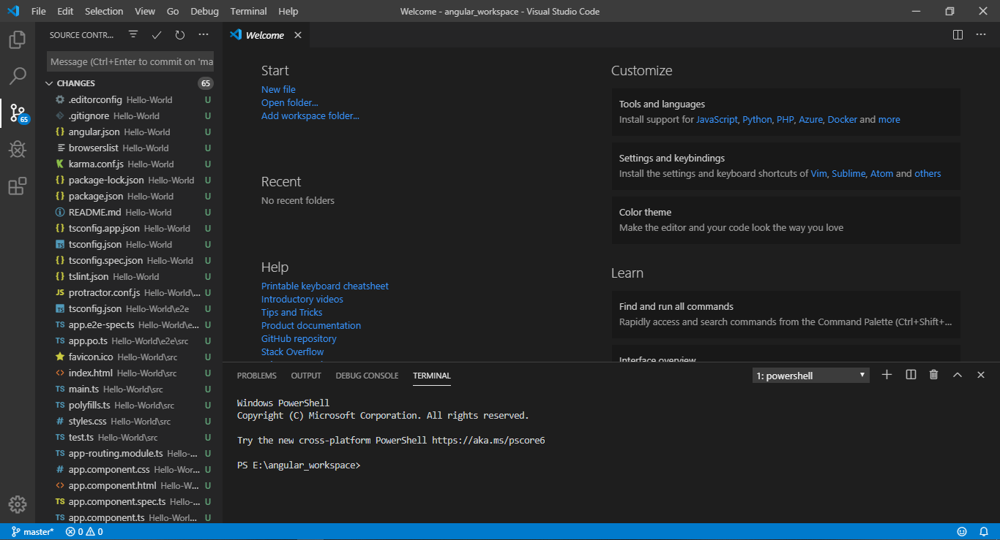 File Edit Selection View Go Debug Terminal Help
Welcome - angular_workspace - Visual Studio Code
SOURCE CONTR...
Message (Ctrl+Enter to commit on 'ma
CHANGES 65
65
.editorconfig Hello-World U
.gitignore Hello-World U
angular.json Hello-World U
browserslist Hello-World U
karma.conf.js Hello-World U
package-lock.json Hello-World U
package.json Hello-World U
README.md Hello-World U
tsconfig.app.json Hello-World U
TS tsconfig.json Hello-World U
tsconfig.spec.json Hello-World U
tslint.json Hello-World U
JS protractor.conf.js Hello-World\... U
TS tsconfig.json Hello-World\e2e U
TS app.e2e-spec.ts Hello-World\e... U
TS app.po.ts Hello-World\e2e\src U
favicon.ico Hello-World\src U
index.html Hello-World\src U
TS main.ts Hello-World\src U
TS polyfills.ts Hello-World\src U
# styles.css Hello-World\src U
TS test.ts Hello-World\src U
TS app-routing.module.ts Hello-... U
# app.component.css Hello-Wor... U
app.component.html Hello-W... U
TS app.component.spec.ts Hello-... U
TS app.component.ts Hello-Worl... U
Welcome
Start
New file
Open folder...
Add workspace folder...
Recent
No recent folders
Help
Printable keyboard cheatsheet
Introductory videos
Tips and Tricks
Product documentation
GitHub repository
Stack Overflow
Customize
Tools and languages
Install support for JavaScript, Python, PHP, Azure, Docker and more
Settings and keybindings
Install the settings and keyboard shortcuts of Vim, Sublime, Atom and others
Color theme
Make the editor and your code look the way you love
Learn
Find and run all commands
Rapidly access and search commands from the Command Palette (Ctrl+Shift+...
Interface overview
PROBLEMS OUTPUT DEBUG CONSOLE TERMINAL
1: powershell
Windows PowerShell
Copyright (C) Microsoft Corporation. All rights reserved.
Try the new cross-platform PowerShell https://aka.ms/pscore6
PS E:\angular_workspace>
master* 0 0